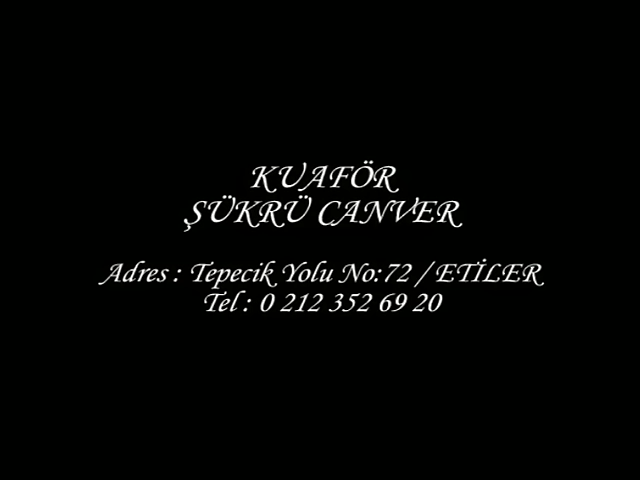 KUAFÖR
ŞÜKRÜ CANVER
Adres : Tepecik Yolu No:72 / ETİLER
Tel : 0 212 352 69 20